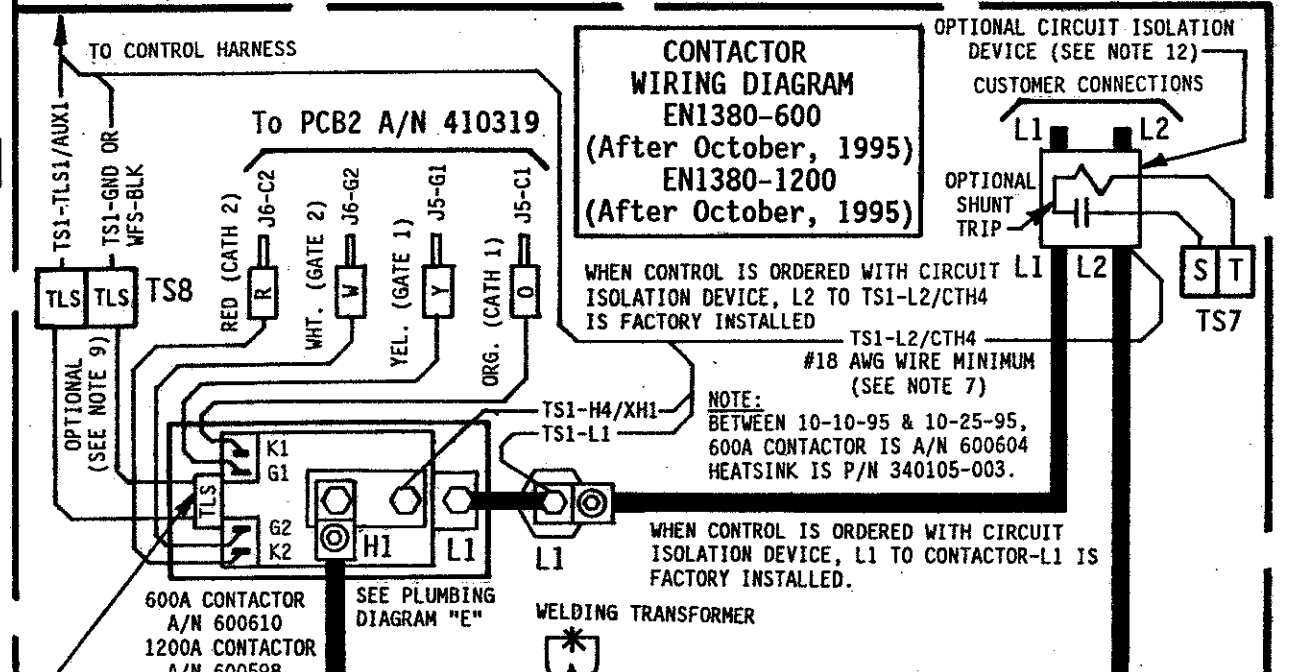 TO CONTROL HARNESS
CONTACTOR
WIRING DIAGRAM
EN1380-600
(After October, 1995)
EN1380-1200
(After October, 1995)
OPTIONAL CIRCUIT ISOLATION
DEVICE (SEE NOTE 12)
CUSTOMER CONNECTIONS
L1
L2
OPTIONAL
SHUNT
TRIP
L1
L2
S
T
TS7
To PCB2 A/N 410319
TS1-TLS1/AUX1
TS1-GND OR
WFS-BLK
TLS
TLS
TS8
RED (CATH 2)
J6-C2
R
WHT. (GATE 2)
J6-G2
W
YEL. (GATE 1)
J5-G1
Y
ORG. (CATH 1)
J5-C1
O
WHEN CONTROL IS ORDERED WITH CIRCUIT
ISOLATION DEVICE, L2 TO TS1-L2/CTH4
IS FACTORY INSTALLED
TS1-L2/CTH4
#18 AWG WIRE MINIMUM
(SEE NOTE 7)
OPTIONAL
(SEE NOTE 9)
TS1-H4/XH1
TS1-L1
NOTE:
BETWEEN 10-10-95 & 10-25-95,
600A CONTACTOR IS A/N 600604
HEATSINK IS P/N 340105-003.
K1
G1
TLS
G2
K2
H1
L1
L1
WHEN CONTROL IS ORDERED WITH CIRCUIT
ISOLATION DEVICE, L1 TO CONTACTOR-L1 IS
FACTORY INSTALLED.
600A CONTACTOR
A/N 600610
1200A CONTACTOR
A/N 600598
SEE PLUMBING
DIAGRAM "E"
WELDING TRANSFORMER